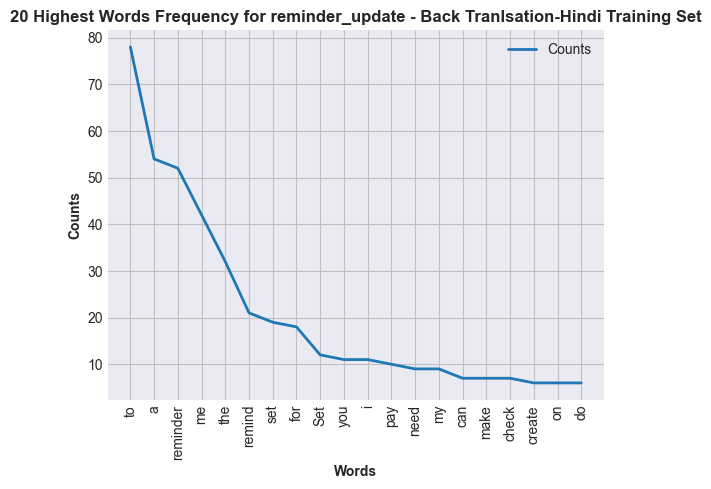 20 Highest Words Frequency for reminder_update - Back Tranlsation-Hindi Training Set
Counts
80
70
60
50
40
30
20
10
Counts
to
a
reminder
me
the
remind
set
for
Set
you
i
pay
need
my
can
make
check
create
on
do
Words